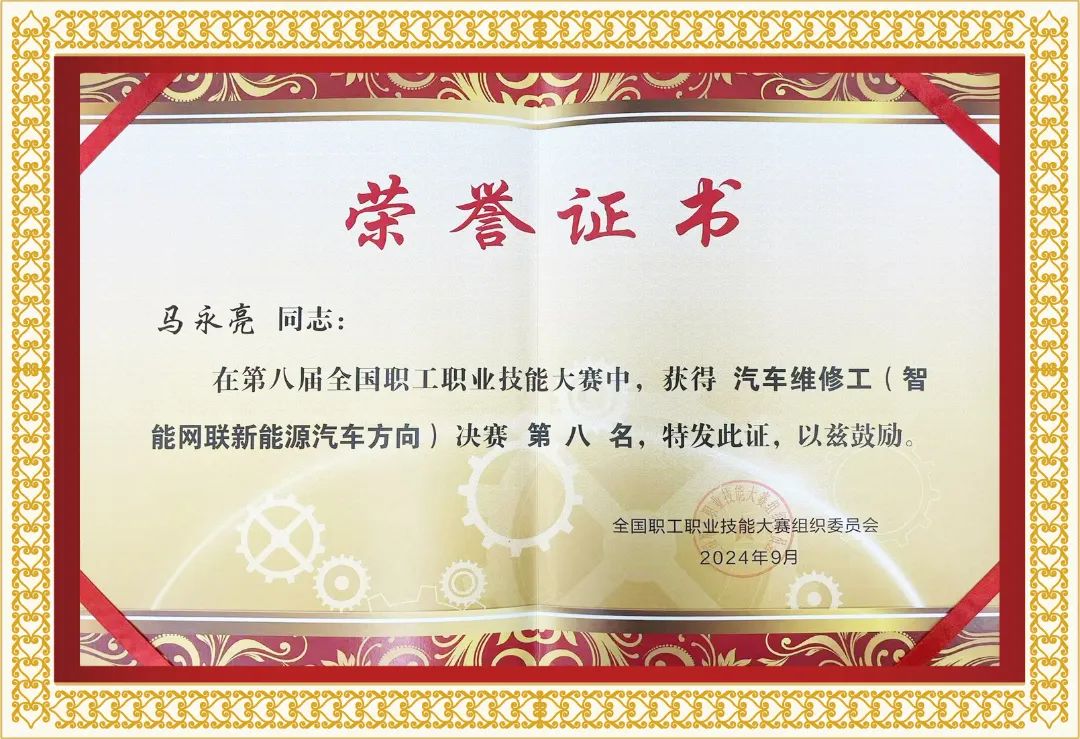 荣誉证书
马永亮 同志：
在第八届全国职工职业技能大赛中，获得 汽车维修工（智
能网联新能源汽车方向）决赛 第 八 名，特发此证，以兹鼓励。
全国职工职业技能大赛组织委员会
2024年9月